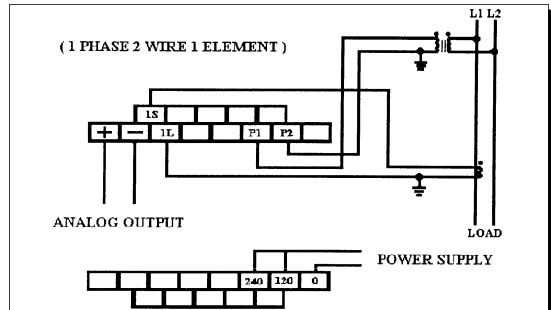 L1 L2
( 1 PHASE 2 WIRE 1 ELEMENT )
1S
+ − 1L P1 P2
ANALOG OUTPUT
LOAD
POWER SUPPLY
240 120 0